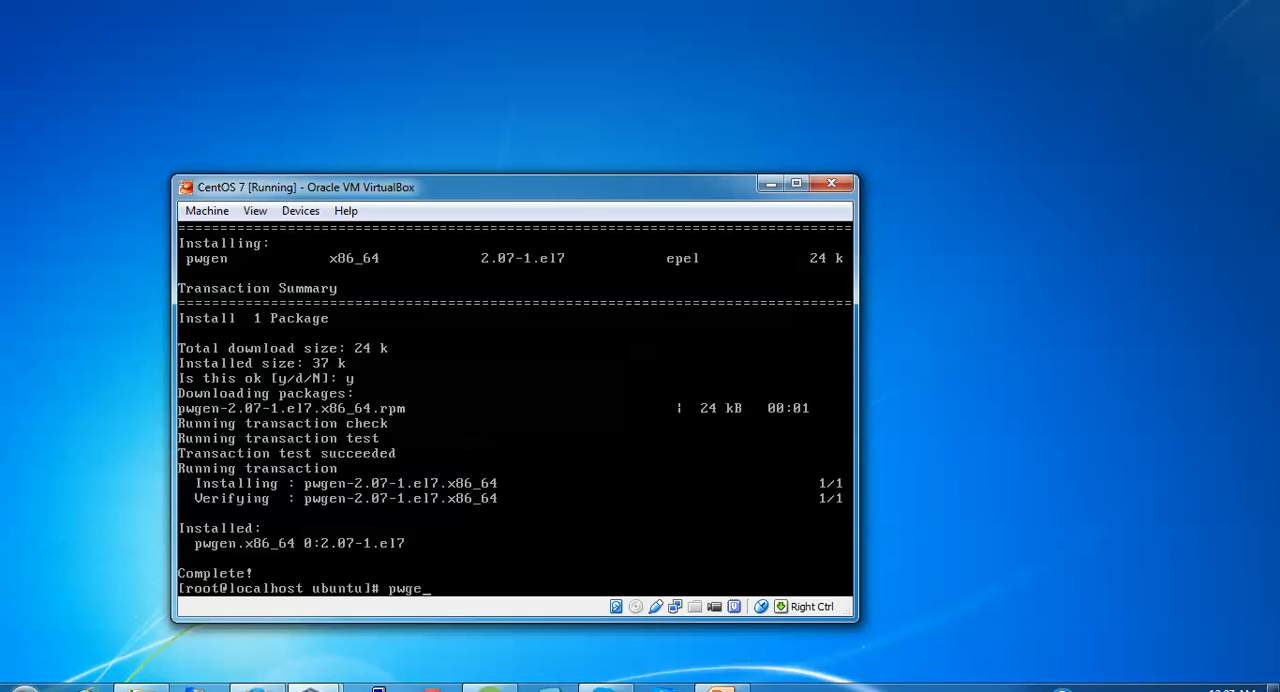 CentOS 7 [Running] - Oracle VM VirtualBox
Machine View Devices Help
================================================================================
Installing:
pwgen x86_64 2.07-1.el7 epel 24 k
Transaction Summary
================================================================================
Install 1 Package
Total download size: 24 k
Installed size: 37 k
Is this ok [y/d/N]: y
Downloading packages:
pwgen-2.07-1.el7.x86_64.rpm | 24 kB 00:01
Running transaction check
Running transaction test
Transaction test succeeded
Running transaction
Installing : pwgen-2.07-1.el7.x86_64 1/1
Verifying : pwgen-2.07-1.el7.x86_64 1/1
Installed:
pwgen.x86_64 0:2.07-1.el7
Complete!
[root@localhost ubuntu]# pwge_
Right Ctrl